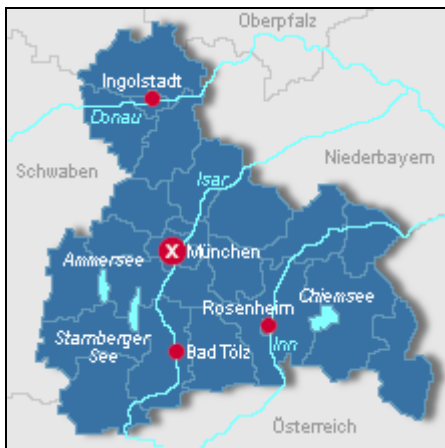 Oberpfalz
Ingolstadt
Donau
Niederbayern
Schwaben
Isar
X
München
Ammersee
Chiemsee
Rosenheim
Starnberger
See
Inn
Bad Tölz
Österreich